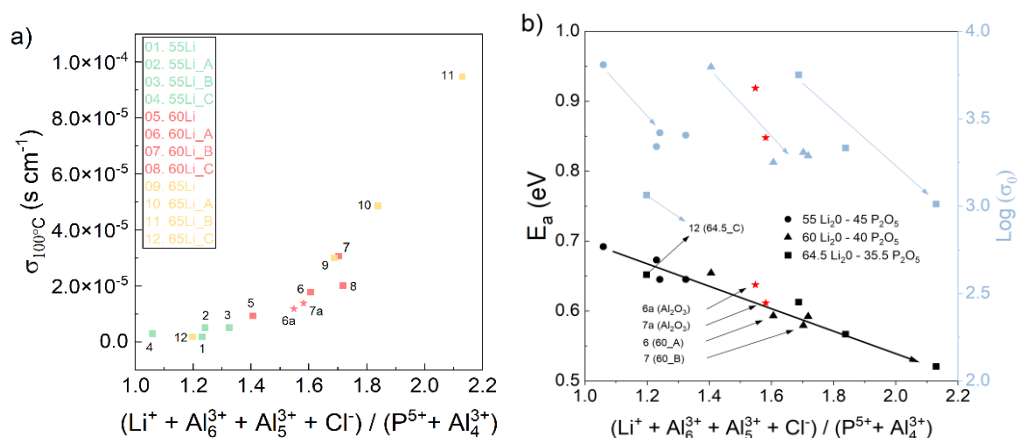 a)
σ100°C (s cm⁻¹)
1.0×10⁻⁴
8.0×10⁻⁵
6.0×10⁻⁵
4.0×10⁻⁵
2.0×10⁻⁵
0.0
01. 55Li
02. 55Li_A
03. 55Li_B
04. 55Li_C
05. 60Li
06. 60Li_A
07. 60Li_B
08. 60Li_C
09. 65Li
10. 65Li_A
11. 65Li_B
12. 65Li_C
11
10
7
9
8
6
5
6a
7a
2
3
4
12
1
1.0 1.2 1.4 1.6 1.8 2.0 2.2
(Li⁺ + Al₆³⁺ + Al₅³⁺ + Cl⁻) / (P⁵⁺+ Al₄³⁺)
b)
Eₐ (eV)
1.0
0.9
0.8
0.7
0.6
0.5
4.0
3.5
3.0
2.5
2.0
Log (σ₀)
12 (64.5_C)
55 Li₂0 - 45 P₂O₅
60 Li₂0 - 40 P₂O₅
64.5 Li₂0 - 35.5 P₂O₅
6a (Al₂O₃)
7a (Al₂O₃)
6 (60_A)
7 (60_B)
1.0 1.2 1.4 1.6 1.8 2.0 2.2
(Li⁺ + Al₆³⁺ + Al₅³⁺ + Cl⁻) / (P⁵⁺+ Al₄³⁺)